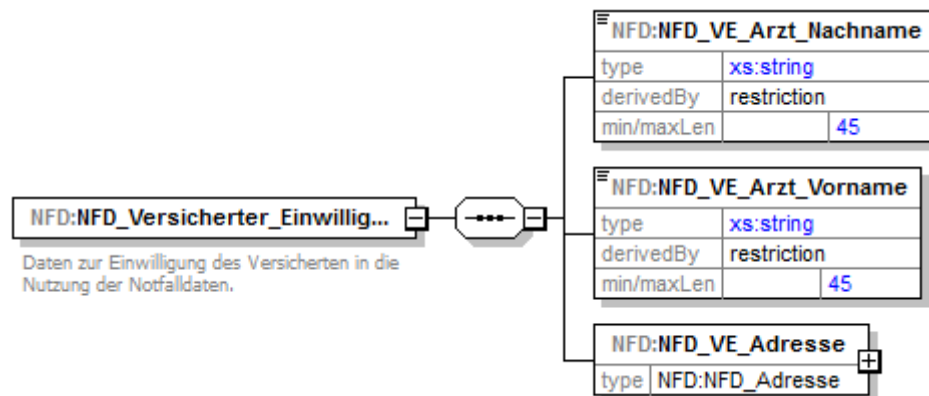 NFD:NFD_VE_Arzt_Nachname
type xs:string
derivedBy restriction
min/maxLen 45
NFD:NFD_VE_Arzt_Vorname
type xs:string
derivedBy restriction
min/maxLen 45
NFD:NFD_Versicherter_Einwillig...
Daten zur Einwilligung des Versicherten in die
Nutzung der Notfalldaten.
NFD:NFD_VE_Adresse
type NFD:NFD_Adresse